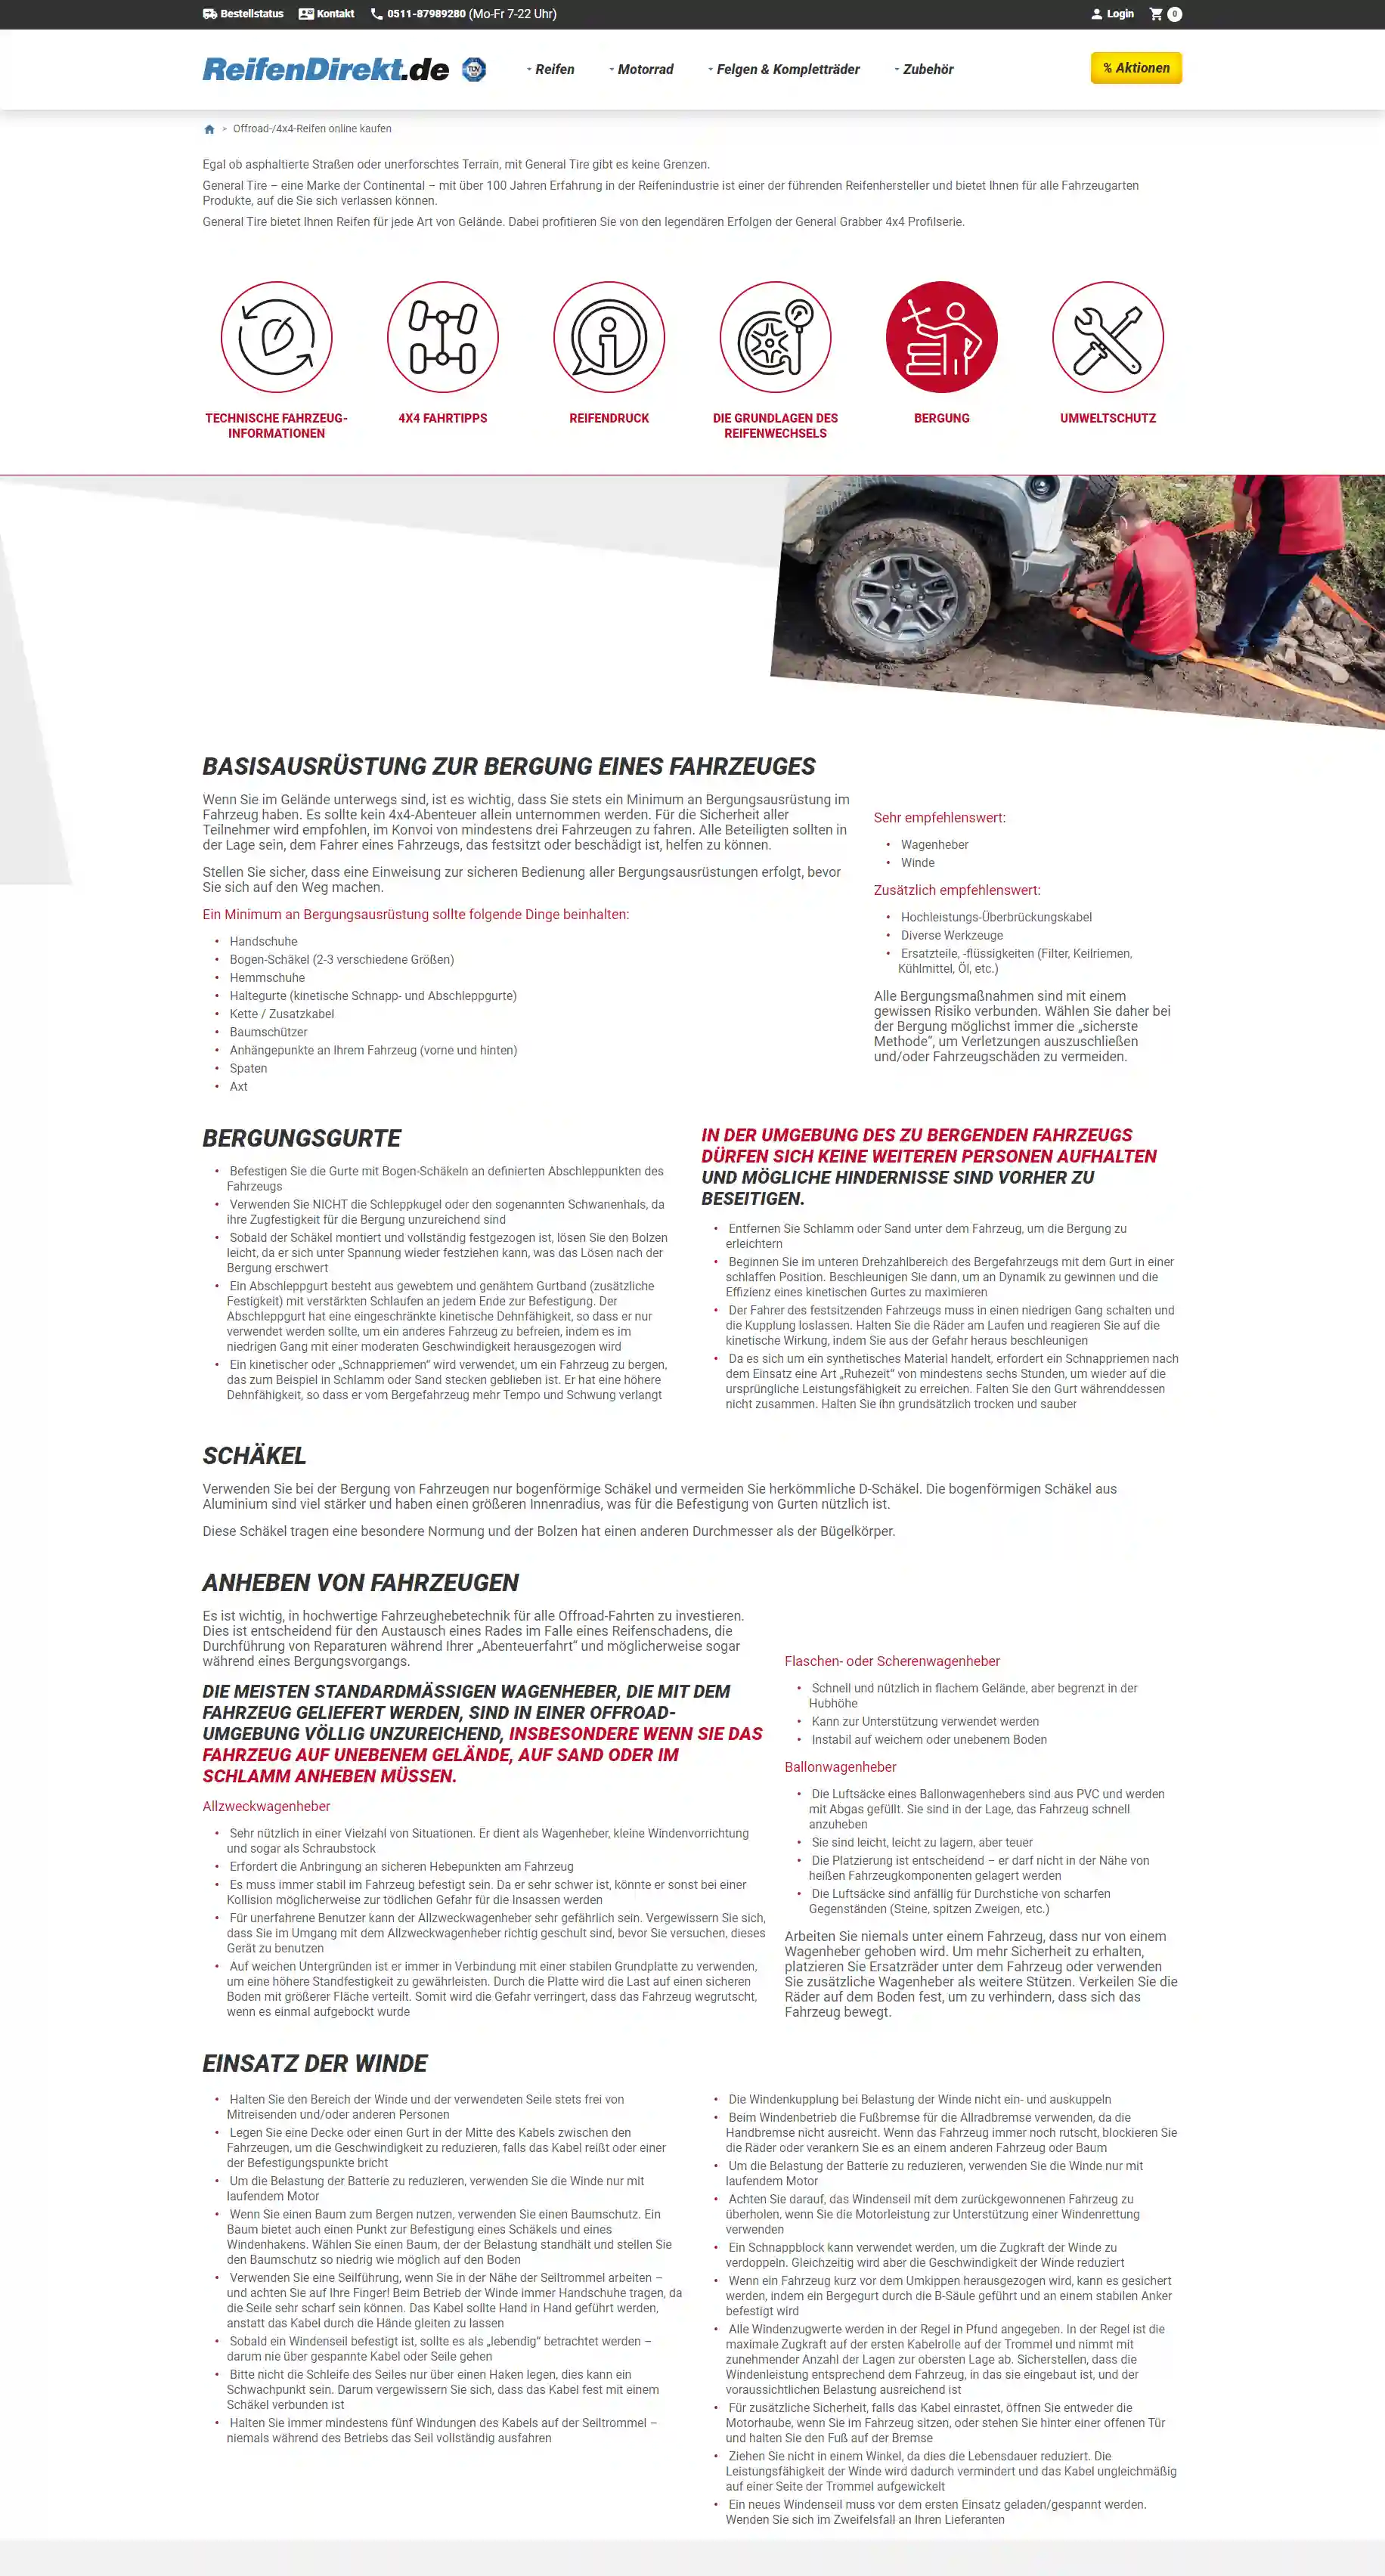 Bestellstatus Kontakt 0511-87989280 (Mo-Fr 7-22 Uhr) Login 0
ReifenDirekt.de TÜV Reifen Motorrad Felgen & Kompletträder Zubehör % Aktionen
> Offroad-/4x4-Reifen online kaufen
Egal ob asphaltierte Straßen oder unerforschtes Terrain, mit General Tire gibt es keine Grenzen.
General Tire – eine Marke der Continental – mit über 100 Jahren Erfahrung in der Reifenindustrie ist einer der führenden Reifenhersteller und bietet Ihnen für alle Fahrzeugarten
Produkte, auf die Sie sich verlassen können.
General Tire bietet Ihnen Reifen für jede Art von Gelände. Dabei profitieren Sie von den legendären Erfolgen der General Grabber 4x4 Profilserie.
TECHNISCHE FAHRZEUG-
INFORMATIONEN
4X4 FAHRTIPPS
REIFENDRUCK
DIE GRUNDLAGEN DES
REIFENWECHSELS
BERGUNG
UMWELTSCHUTZ
BASISAUSRÜSTUNG ZUR BERGUNG EINES FAHRZEUGES
Wenn Sie im Gelände unterwegs sind, ist es wichtig, dass Sie stets ein Minimum an Bergungsausrüstung im
Fahrzeug haben. Es sollte kein 4x4-Abenteuer allein unternommen werden. Für die Sicherheit aller
Teilnehmer wird empfohlen, im Konvoi von mindestens drei Fahrzeugen zu fahren. Alle Beteiligten sollten in
der Lage sein, dem Fahrer eines Fahrzeugs, das festsitzt oder beschädigt ist, helfen zu können.
Stellen Sie sicher, dass eine Einweisung zur sicheren Bedienung aller Bergungsausrüstungen erfolgt, bevor
Sie sich auf den Weg machen.
Ein Minimum an Bergungsausrüstung sollte folgende Dinge beinhalten:
• Handschuhe
• Bogen-Schäkel (2-3 verschiedene Größen)
• Hemmschuhe
• Haltegurte (kinetische Schnapp- und Abschleppgurte)
• Kette / Zusatzkabel
• Baumschützer
• Anhängepunkte an Ihrem Fahrzeug (vorne und hinten)
• Spaten
• Axt
Sehr empfehlenswert:
• Wagenheber
• Winde
Zusätzlich empfehlenswert:
• Hochleistungs-Überbrückungskabel
• Diverse Werkzeuge
• Ersatzteile, -flüssigkeiten (Filter, Keilriemen,
Kühlmittel, Öl, etc.)
Alle Bergungsmaßnahmen sind mit einem
gewissen Risiko verbunden. Wählen Sie daher bei
der Bergung möglichst immer die „sicherste
Methode“, um Verletzungen auszuschließen
und/oder Fahrzeugschäden zu vermeiden.
BERGUNGSGURTE
• Befestigen Sie die Gurte mit Bogen-Schäkeln an definierten Abschleppunkten des
Fahrzeugs
• Verwenden Sie NICHT die Schleppkugel oder den sogenannten Schwanenhals, da
ihre Zugfestigkeit für die Bergung unzureichend sind
• Sobald der Schäkel montiert und vollständig festgezogen ist, lösen Sie den Bolzen
leicht, da er sich unter Spannung wieder festziehen kann, was das Lösen nach der
Bergung erschwert
• Ein Abschleppgurt besteht aus gewebtem und genähtem Gurtband (zusätzliche
Festigkeit) mit verstärkten Schlaufen an jedem Ende zur Befestigung. Der
Abschleppgurt hat eine eingeschränkte kinetische Dehnfähigkeit, so dass er nur
verwendet werden sollte, um ein anderes Fahrzeug zu befreien, indem es im
niedrigen Gang mit einer moderaten Geschwindigkeit herausgezogen wird
• Ein kinetischer oder „Schnappriemen“ wird verwendet, um ein Fahrzeug zu bergen,
das zum Beispiel in Schlamm oder Sand stecken geblieben ist. Er hat eine höhere
Dehnfähigkeit, so dass er vom Bergefahrzeug mehr Tempo und Schwung verlangt
IN DER UMGEBUNG DES ZU BERGENDEN FAHRZEUGS
DÜRFEN SICH KEINE WEITEREN PERSONEN AUFHALTEN
UND MÖGLICHE HINDERNISSE SIND VORHER ZU
BESEITIGEN.
• Entfernen Sie Schlamm oder Sand unter dem Fahrzeug, um die Bergung zu
erleichtern
• Beginnen Sie im unteren Drehzahlbereich des Bergefahrzeugs mit dem Gurt in einer
schlaffen Position. Beschleunigen Sie dann, um an Dynamik zu gewinnen und die
Effizienz eines kinetischen Gurtes zu maximieren
• Der Fahrer des festsitzenden Fahrzeugs muss in einen niedrigen Gang schalten und
die Kupplung loslassen. Halten Sie die Räder am Laufen und reagieren Sie auf die
kinetische Wirkung, indem Sie aus der Gefahr heraus beschleunigen
• Da es sich um ein synthetisches Material handelt, erfordert ein Schnappriemen nach
dem Einsatz eine Art „Ruhezeit“ von mindestens sechs Stunden, um wieder auf die
ursprüngliche Leistungsfähigkeit zu erreichen. Falten Sie den Gurt währenddessen
nicht zusammen. Halten Sie ihn grundsätzlich trocken und sauber
SCHÄKEL
Verwenden Sie bei der Bergung von Fahrzeugen nur bogenförmige Schäkel und vermeiden Sie herkömmliche D-Schäkel. Die bogenförmigen Schäkel aus
Aluminium sind viel stärker und haben einen größeren Innenradius, was für die Befestigung von Gurten nützlich ist.
Diese Schäkel tragen eine besondere Normung und der Bolzen hat einen anderen Durchmesser als der Bügelkörper.
ANHEBEN VON FAHRZEUGEN
Es ist wichtig, in hochwertige Fahrzeughebetechnik für alle Offroad-Fahrten zu investieren.
Dies ist entscheidend für den Austausch eines Rades im Falle eines Reifenschadens, die
Durchführung von Reparaturen während Ihrer „Abenteuerfahrt“ und möglicherweise sogar
während eines Bergungsvorgangs.
DIE MEISTEN STANDARDMÄSSIGEN WAGENHEBER, DIE MIT DEM
FAHRZEUG GELIEFERT WERDEN, SIND IN EINER OFFROAD-
UMGEBUNG VÖLLIG UNZUREICHEND, INSBESONDERE WENN SIE DAS
FAHRZEUG AUF UNEBENEM GELÄNDE, AUF SAND ODER IM
SCHLAMM ANHEBEN MÜSSEN.
Allzweckwagenheber
• Sehr nützlich in einer Vielzahl von Situationen. Er dient als Wagenheber, kleine Windenvorrichtung
und sogar als Schraubstock
• Erfordert die Anbringung an sicheren Hebepunkten am Fahrzeug
• Es muss immer stabil im Fahrzeug befestigt sein. Da er sehr schwer ist, könnte er sonst bei einer
Kollision möglicherweise zur tödlichen Gefahr für die Insassen werden
• Für unerfahrene Benutzer kann der Allzweckwagenheber sehr gefährlich sein. Vergewissern Sie sich,
dass Sie im Umgang mit dem Allzweckwagenheber richtig geschult sind, bevor Sie versuchen, dieses
Gerät zu benutzen
• Auf weichen Untergründen ist er immer in Verbindung mit einer stabilen Grundplatte zu verwenden,
um eine höhere Standfestigkeit zu gewährleisten. Durch die Platte wird die Last auf einen sicheren
Boden mit größerer Fläche verteilt. Somit wird die Gefahr verringert, dass das Fahrzeug wegrutscht,
wenn es einmal aufgebockt wurde
Flaschen- oder Scherenwagenheber
• Schnell und nützlich in flachem Gelände, aber begrenzt in der
Hubhöhe
• Kann zur Unterstützung verwendet werden
• Instabil auf weichem oder unebenem Boden
Ballonwagenheber
• Die Luftsäcke eines Ballonwagenhebers sind aus PVC und werden
mit Abgas gefüllt. Sie sind in der Lage, das Fahrzeug schnell
anzuheben
• Sie sind leicht, leicht zu lagern, aber teuer
• Die Platzierung ist entscheidend – er darf nicht in der Nähe von
heißen Fahrzeugkomponenten gelagert werden
• Die Luftsäcke sind anfällig für Durchstiche von scharfen
Gegenständen (Steine, spitzen Zweigen, etc.)
Arbeiten Sie niemals unter einem Fahrzeug, dass nur von einem
Wagenheber gehoben wird. Um mehr Sicherheit zu erhalten,
platzieren Sie Ersatzräder unter dem Fahrzeug oder verwenden
Sie zusätzliche Wagenheber als weitere Stützen. Verkeilen Sie die
Räder auf dem Boden fest, um zu verhindern, dass sich das
Fahrzeug bewegt.
EINSATZ DER WINDE
• Halten Sie den Bereich der Winde und der verwendeten Seile stets frei von
Mitreisenden und/oder anderen Personen
• Legen Sie eine Decke oder einen Gurt in der Mitte des Kabels zwischen den
Fahrzeugen, um die Geschwindigkeit zu reduzieren, falls das Kabel reißt oder einer
der Befestigungspunkte bricht
• Um die Belastung der Batterie zu reduzieren, verwenden Sie die Winde nur mit
laufendem Motor
• Wenn Sie einen Baum zum Bergen nutzen, verwenden Sie einen Baumschutz. Ein
Baum bietet auch einen Punkt zur Befestigung eines Schäkels und eines
Windenhakens. Wählen Sie einen Baum, der der Belastung standhält und stellen Sie
den Baumschutz so niedrig wie möglich auf den Boden
• Verwenden Sie eine Seilführung, wenn Sie in der Nähe der Seiltrommel arbeiten –
und achten Sie auf Ihre Finger! Beim Betrieb der Winde immer Handschuhe tragen, da
die Seile sehr scharf sein können. Das Kabel sollte Hand in Hand geführt werden,
anstatt das Kabel durch die Hände gleiten zu lassen
• Sobald ein Windenseil befestigt ist, sollte es als „lebendig“ betrachtet werden –
darum nie über gespannte Kabel oder Seile gehen
• Bitte nicht die Schleife des Seiles nur über einen Haken legen, dies kann ein
Schwachpunkt sein. Darum vergewissern Sie sich, dass das Kabel fest mit einem
Schäkel verbunden ist
• Halten Sie immer mindestens fünf Windungen des Kabels auf der Seiltrommel –
niemals während des Betriebs das Seil vollständig ausfahren
• Die Windenkupplung bei Belastung der Winde nicht ein- und auskuppeln
• Beim Windenbetrieb die Fußbremse für die Allradbremse verwenden, da die
Handbremse nicht ausreicht. Wenn das Fahrzeug immer noch rutscht, blockieren Sie
die Räder oder verankern Sie es an einem anderen Fahrzeug oder Baum
• Um die Belastung der Batterie zu reduzieren, verwenden Sie die Winde nur mit
laufendem Motor
• Achten Sie darauf, das Windenseil mit dem zurückgewonnenen Fahrzeug zu
überholen, wenn Sie die Motorleistung zur Unterstützung einer Windenrettung
verwenden
• Ein Schnappblock kann verwendet werden, um die Zugkraft der Winde zu
verdoppeln. Gleichzeitig wird aber die Geschwindigkeit der Winde reduziert
• Wenn ein Fahrzeug kurz vor dem Umkippen herausgezogen wird, kann es gesichert
werden, indem ein Bergegurt durch die B-Säule geführt und an einem stabilen Anker
befestigt wird
• Alle Windenzugwerte werden in der Regel in Pfund angegeben. In der Regel ist die
maximale Zugkraft auf der ersten Kabelrolle auf der Trommel und nimmt mit
zunehmender Anzahl der Lagen zur obersten Lage ab. Sicherstellen, dass die
Windenleistung entsprechend dem Fahrzeug, in das sie eingebaut ist, und der
voraussichtlichen Belastung ausreichend ist
• Für zusätzliche Sicherheit, falls das Kabel einrastet, öffnen Sie entweder die
Motorhaube, wenn Sie im Fahrzeug sitzen, oder stehen Sie hinter einer offenen Tür
und halten Sie den Fuß auf der Bremse
• Ziehen Sie nicht in einem Winkel, da dies die Lebensdauer reduziert. Die
Leistungsfähigkeit der Winde wird dadurch vermindert und das Kabel ungleichmäßig
auf einer Seite der Trommel aufgewickelt
• Ein neues Windenseil muss vor dem ersten Einsatz geladen/gespannt werden.
Wenden Sie sich im Zweifelsfall an Ihren Lieferanten